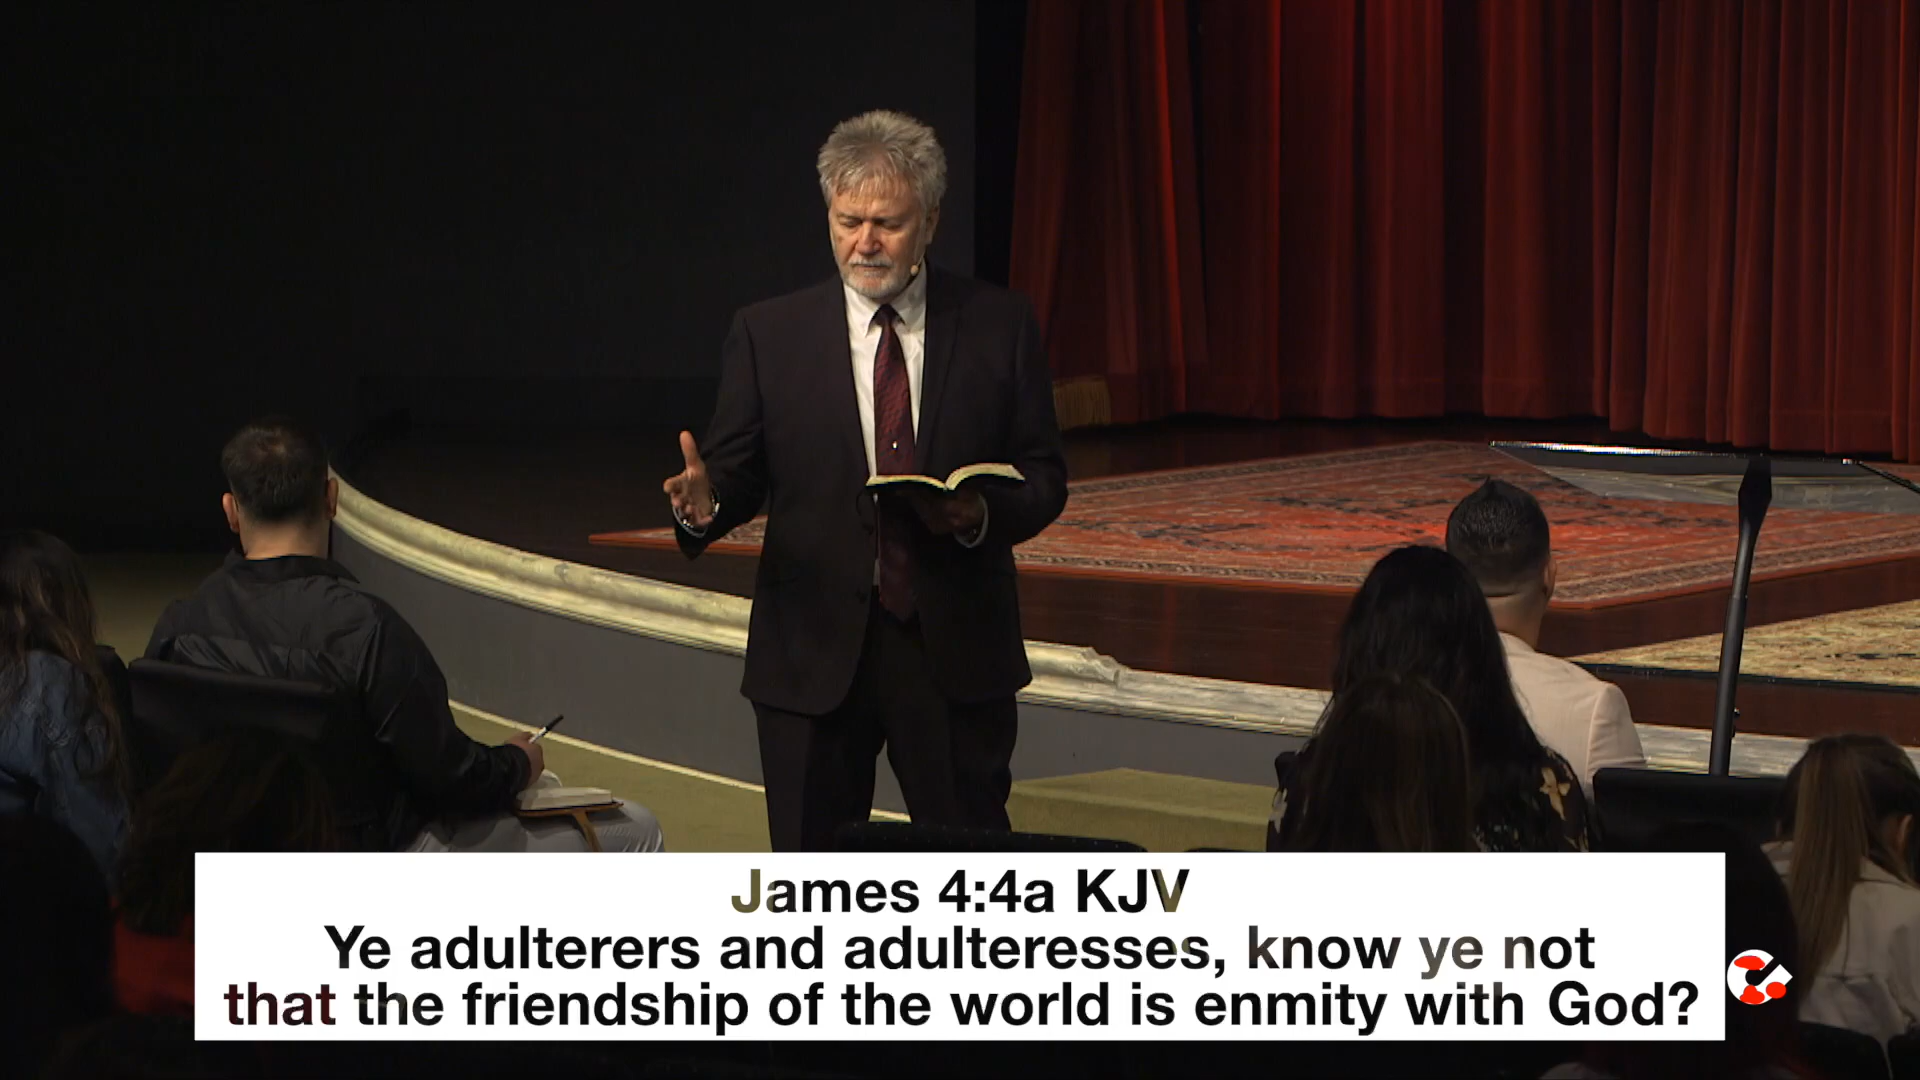 James 4:4a KJV
Ye adulterers and adulteresses, know ye not
that the friendship of the world is enmity with God?